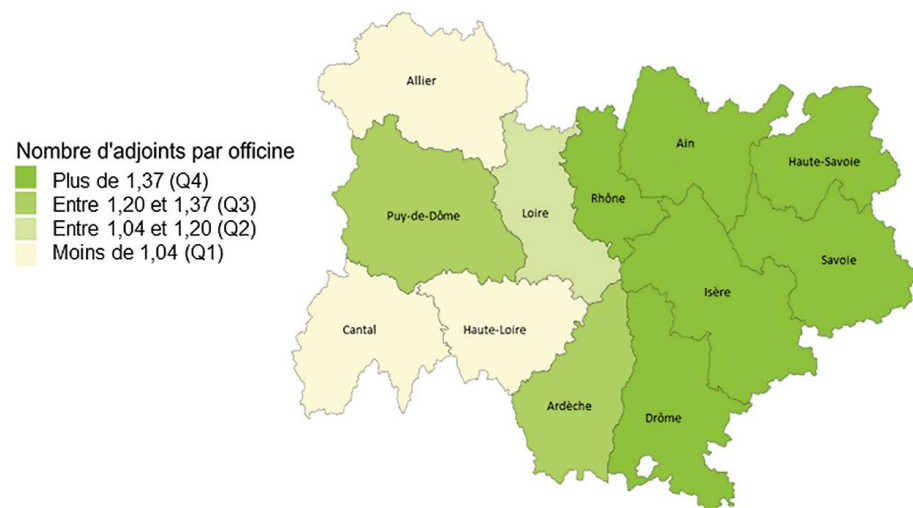 Nombre d'adjoints par officine
Plus de 1,37 (Q4)
Entre 1,20 et 1,37 (Q3)
Entre 1,04 et 1,20 (Q2)
Moins de 1,04 (Q1)
Allier
Ain
Haute-Savoie
Rhône
Puy-de-Dôme
Loire
Savoie
Isère
Cantal
Haute-Loire
Ardèche
Drôme